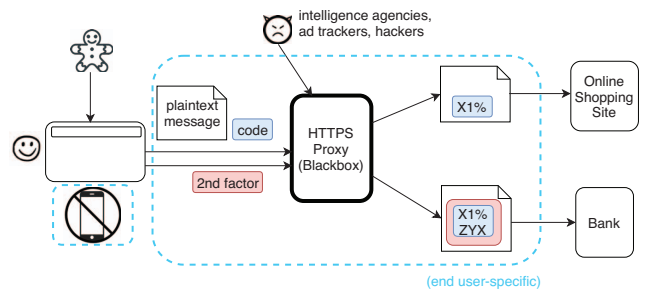 intelligence agencies,
ad trackers, hackers
plaintext
message
code
2nd factor
HTTPS
Proxy
(Blackbox)
X1%
Online
Shopping
Site
X1%
ZYX
Bank
(end user-specific)